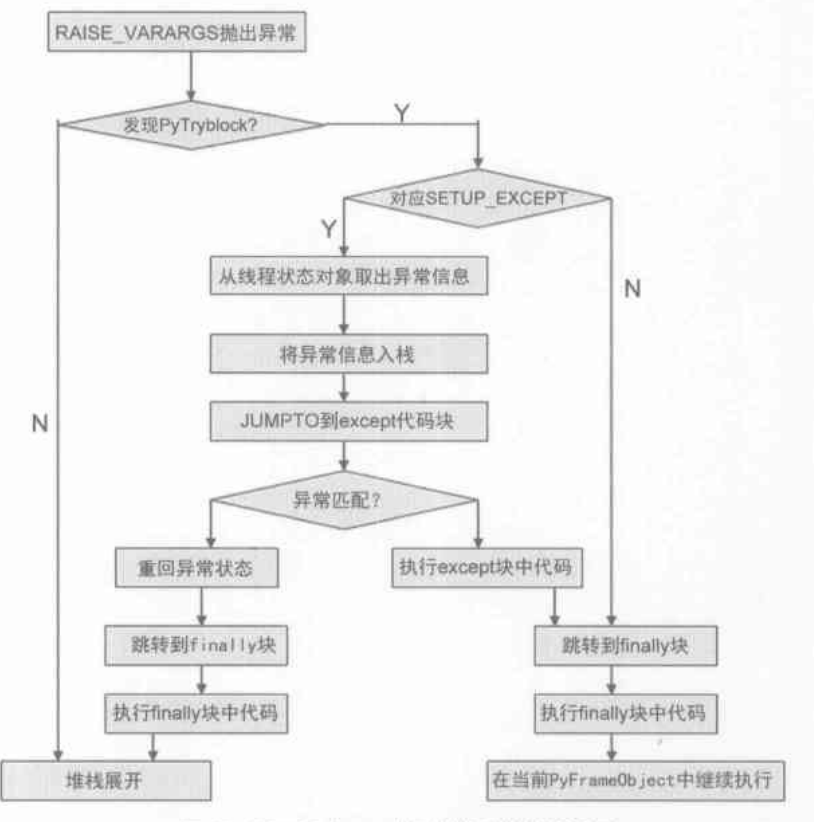 RAISE_VARARGS抛出异常
发现PyTryblock?
Y
对应SETUP_EXCEPT
Y
从线程状态对象取出异常信息
N
将异常信息入栈
N
JUMPTO到except代码块
异常匹配?
重回异常状态
执行except块中代码
跳转到finally块
跳转到finally块
执行finally块中代码
执行finally块中代码
堆栈展开
在当前PyFrameObject中继续执行